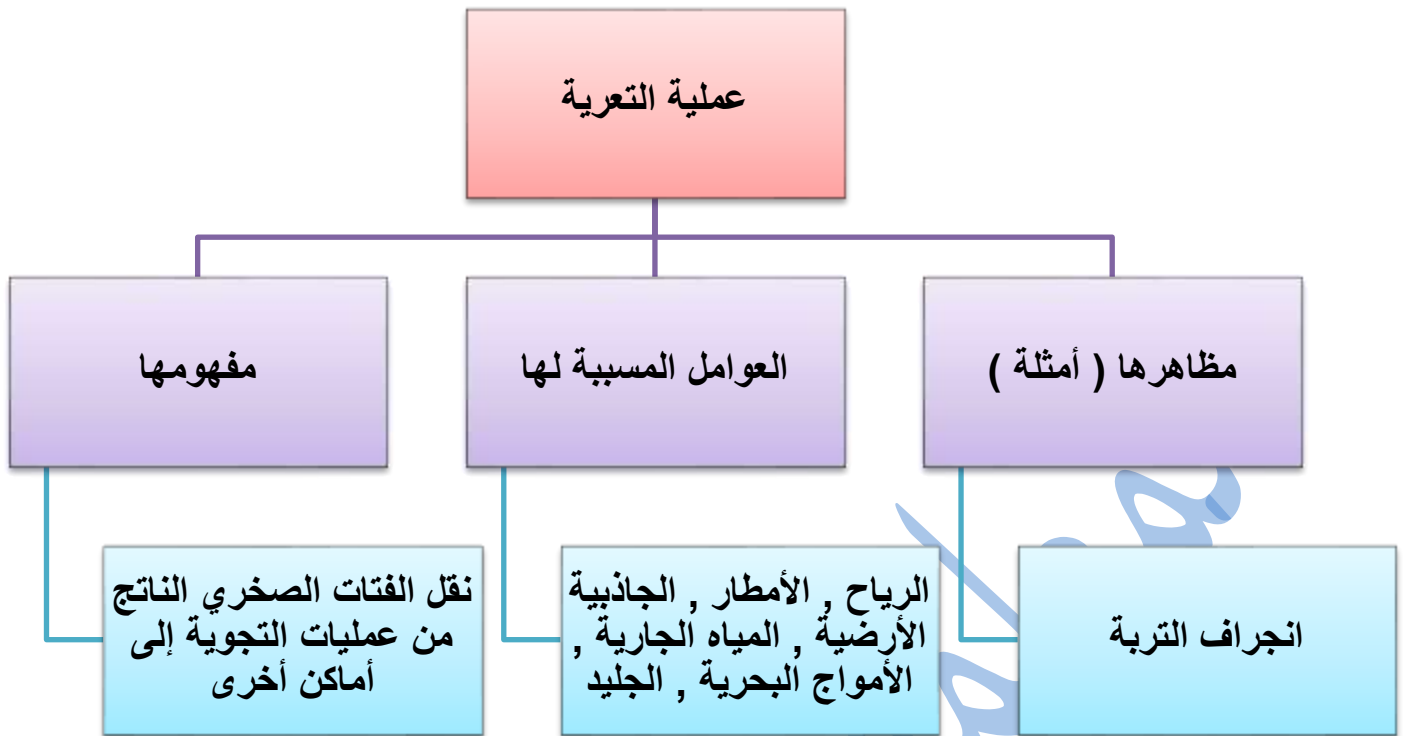 عملية التعرية
مظاهرها ( أمثلة )
العوامل المسببة لها
مفهومها
انجراف التربة
الرياح , الأمطار , الجاذبية
الأرضية , المياه الجارية ,
الأمواج البحرية , الجليد
نقل الفتات الصخري الناتج
من عمليات التجوية إلى
أماكن أخرى